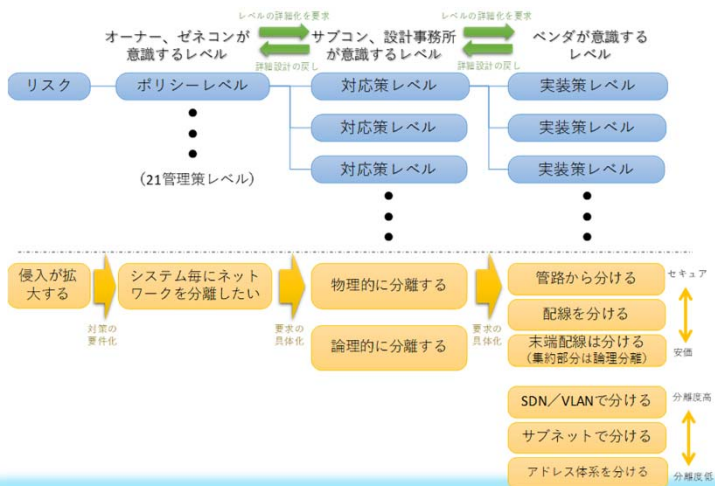 レベルの詳細化を要求
レベルの詳細化を要求
オーナー、ゼネコンが
意識するレベル
サブコン、設計事務所
が意識するレベル
ベンダが意識する
レベル
詳細設計の戻し
詳細設計の戻し
リスク
ポリシーレベル
対応策レベル
実装策レベル
対応策レベル
実装策レベル
(21管理策レベル)
対応策レベル
実装策レベル
侵入が拡
大する
対策の
要件化
システム毎にネット
ワークを分離したい
要求の
具体化
物理的に分離する
論理的に分離する
要求の
具体化
管路から分ける
配線を分ける
末端配線は分ける
(集約部分は論理分離)
セキュア
安価
SDN／VLANで分ける
サブネットで分ける
アドレス体系を分ける
分離度高
分離度低